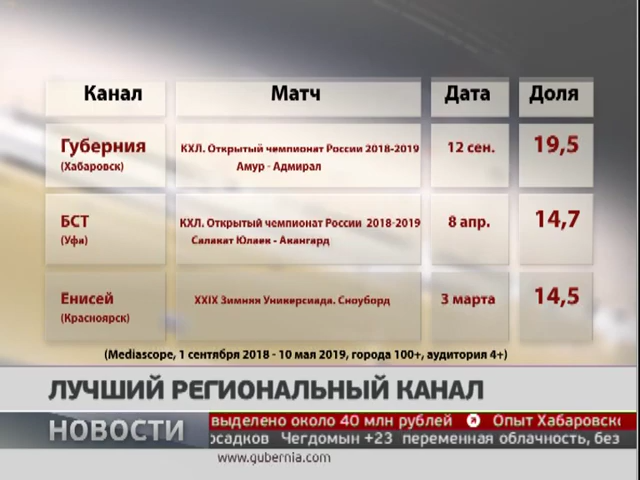 Канал Матч Дата Доля
Губерния КХЛ. Открытый чемпионат России 2018-2019 12 сен. 19,5
(Хабаровск) Амур - Адмирал
БСТ КХЛ. Открытый чемпионат России 2018-2019 8 апр. 14,7
(Уфа) Салават Юлаев - Авангард
Енисей XXIX Зимняя Универсиада. Сноуборд 3 марта 14,5
(Красноярск)
(Mediascope, 1 сентября 2018 - 10 мая 2019, города 100+, аудитория 4+)
ЛУЧШИЙ РЕГИОНАЛЬНЫЙ КАНАЛ
НОВОСТИ
выделено около 40 млн рублей Опыт Хабаровско
осадков Чегдомын +23 переменная облачность, без
www.gubernia.com